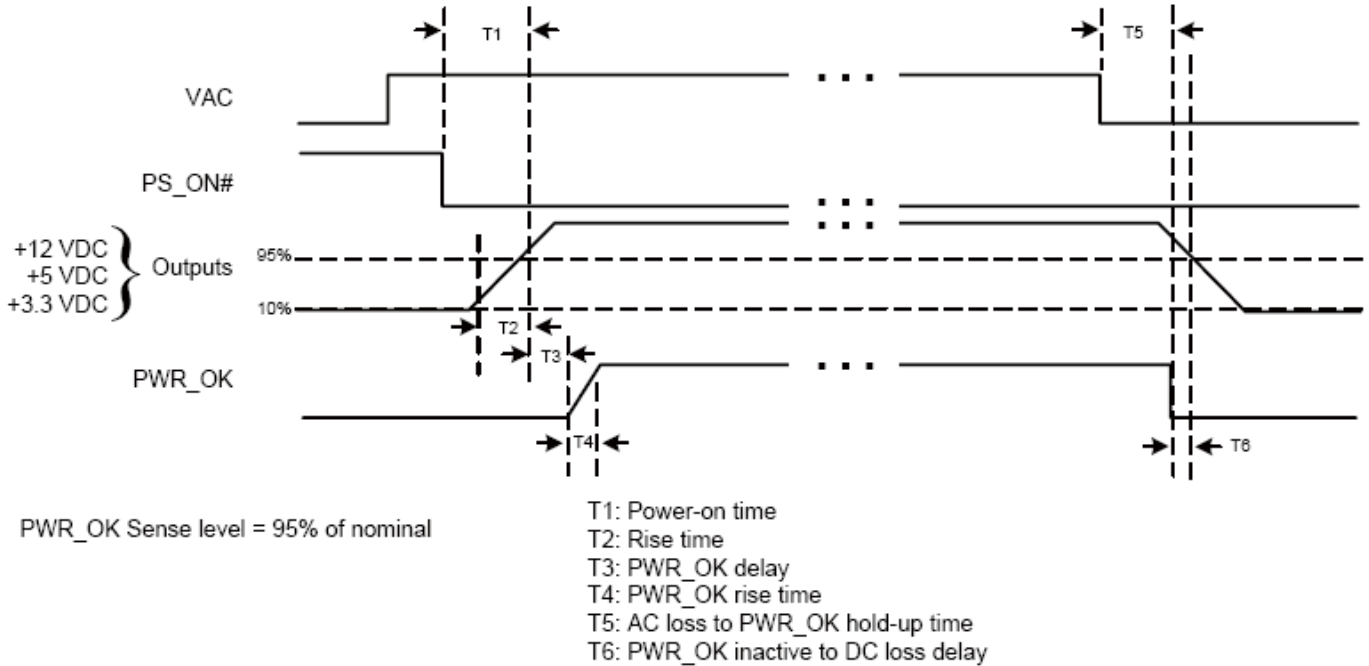 T1
T5
VAC
PS_ON#
+12 VDC
+5 VDC
+3.3 VDC
Outputs
95%
10%
T2
T3
PWR_OK
T4
T6
PWR_OK Sense level = 95% of nominal
T1: Power-on time
T2: Rise time
T3: PWR_OK delay
T4: PWR_OK rise time
T5: AC loss to PWR_OK hold-up time
T6: PWR_OK inactive to DC loss delay